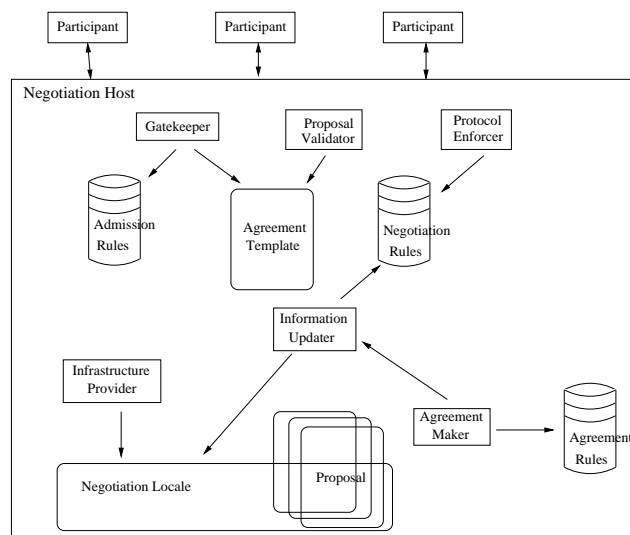 Participant
Participant
Participant
Negotiation Host
Gatekeeper
Proposal
Validator
Protocol
Enforcer
Admission
Rules
Agreement
Template
Negotiation
Rules
Information
Updater
Infrastructure
Provider
Agreement
Maker
Agreement
Rules
Negotiation Locale
Proposal